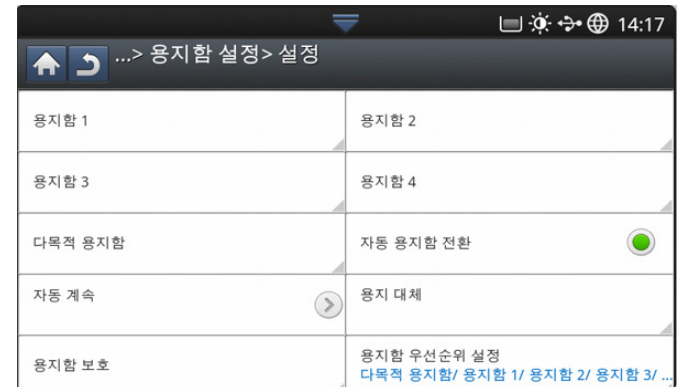 14:17
...> 용지함 설정> 설정
용지함 1
용지함 2
용지함 3
용지함 4
다목적 용지함
자동 용지함 전환
자동 계속
용지 대체
용지함 보호
용지함 우선순위 설정
다목적 용지함/ 용지함 1/ 용지함 2/ 용지함 3/ ...